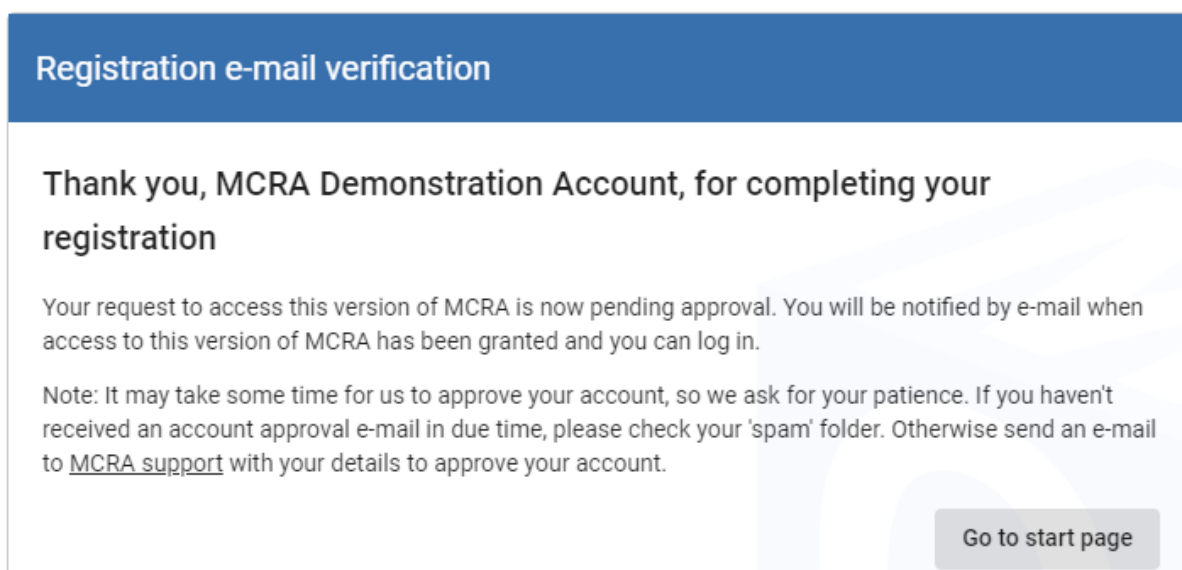 Registration e-mail verification
Thank you, MCRA Demonstration Account, for completing your
registration
Your request to access this version of MCRA is now pending approval. You will be notified by e-mail when
access to this version of MCRA has been granted and you can log in.
Note: It may take some time for us to approve your account, so we ask for your patience. If you haven't
received an account approval e-mail in due time, please check your 'spam' folder. Otherwise send an e-mail
to MCRA support with your details to approve your account.
Go to start page